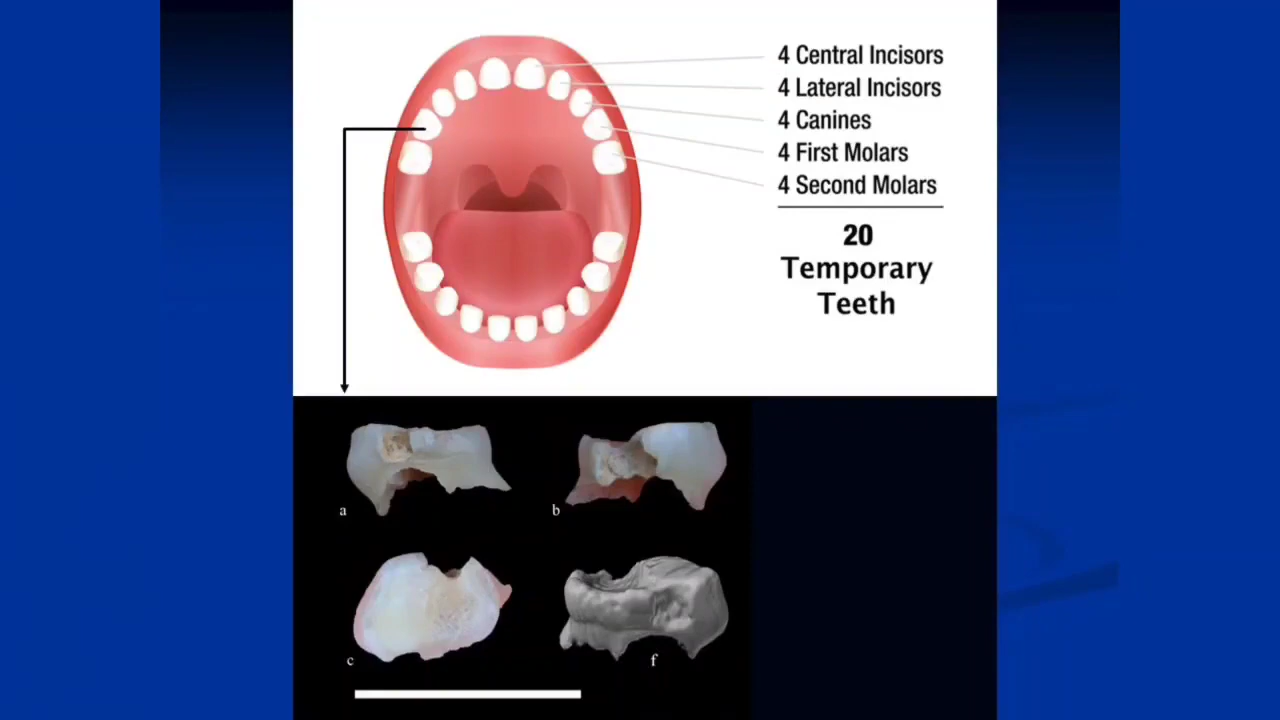 4 Central Incisors
4 Lateral Incisors
4 Canines
4 First Molars
4 Second Molars
20
Temporary
Teeth
a
b
c
f